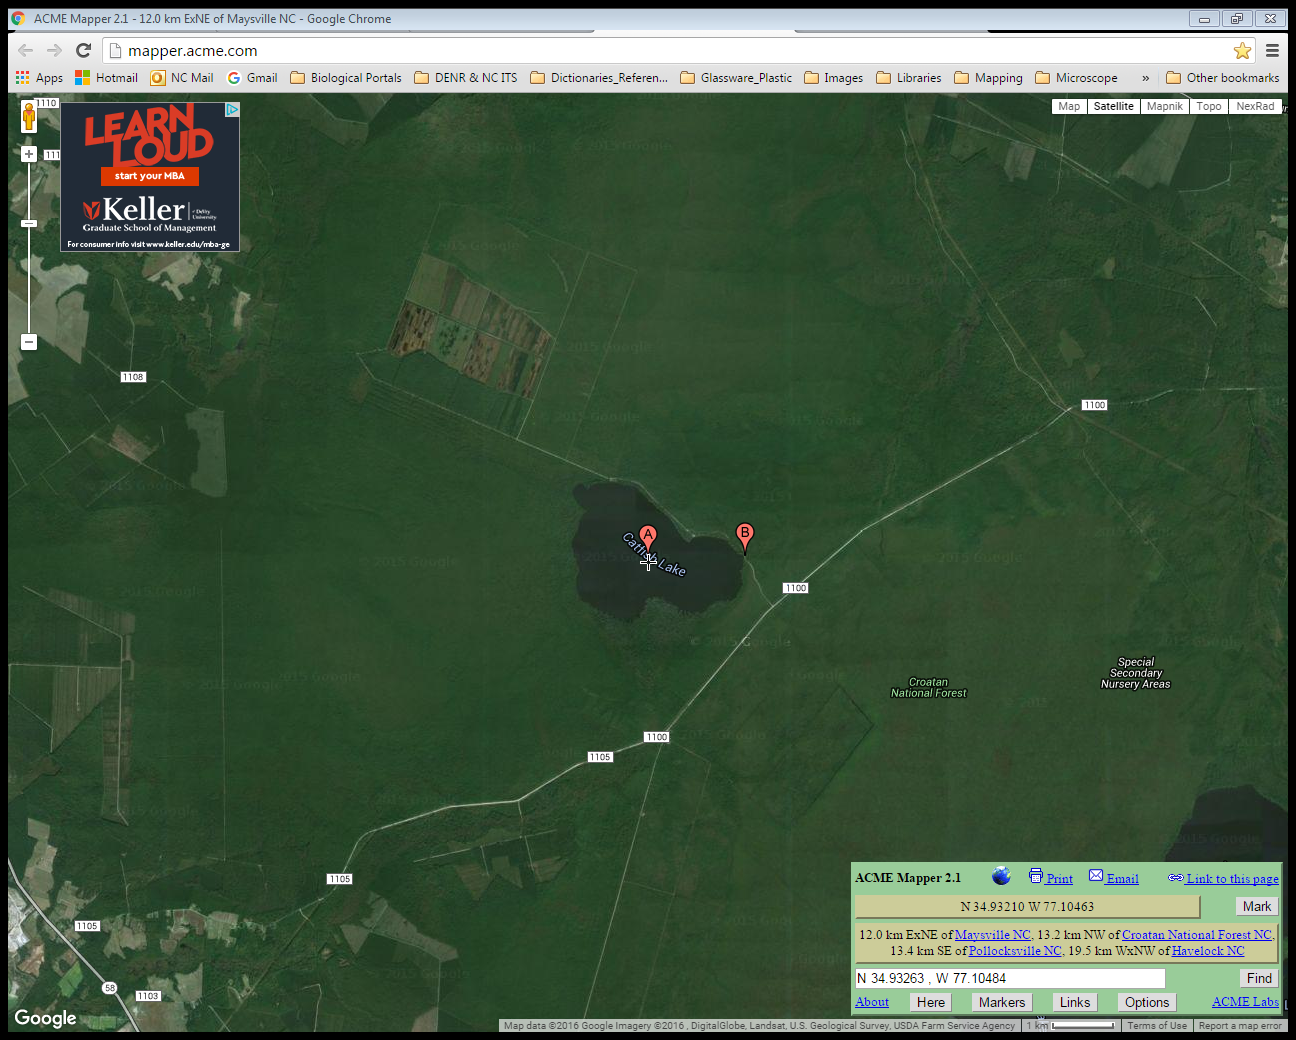 ACME Mapper 2.1 - 12.0 km ExNE of Maysville NC - Google Chrome
mapper.acme.com
Apps Hotmail NC Mail Gmail Biological Portals DENR & NC ITS Dictionaries_Referen... Glassware_Plastic Images Libraries Mapping Microscope » Other bookmarks
Map Satellite Mapnik Topo NexRad
1110
111
LEARN
LOUD
start your MBA
Keller
Graduate School of Management
For consumer info visit www.keller.edu/mba-ge
© 2015 Google
2015 Google
1108
1100
A
B
Catfish Lake
1100
© 2015 Google
Special
Secondary
Nursery Areas
Croatan
National Forest
1100
1105
1105
1105
58
1103
ACME Mapper 2.1 Print Email Link to this page
N 34.93210 W 77.10463 Mark
12.0 km ExNE of Maysville NC, 13.2 km NW of Croatan National Forest NC,
13.4 km SE of Pollocksville NC, 19.5 km WxNW of Havelock NC
N 34.93263 , W 77.10484 Find
About Here Markers Links Options ACME Labs
Google
Map data ©2016 Google Imagery ©2016 , DigitalGlobe, Landsat, U.S. Geological Survey, USDA Farm Service Agency 1 km Terms of Use Report a map error